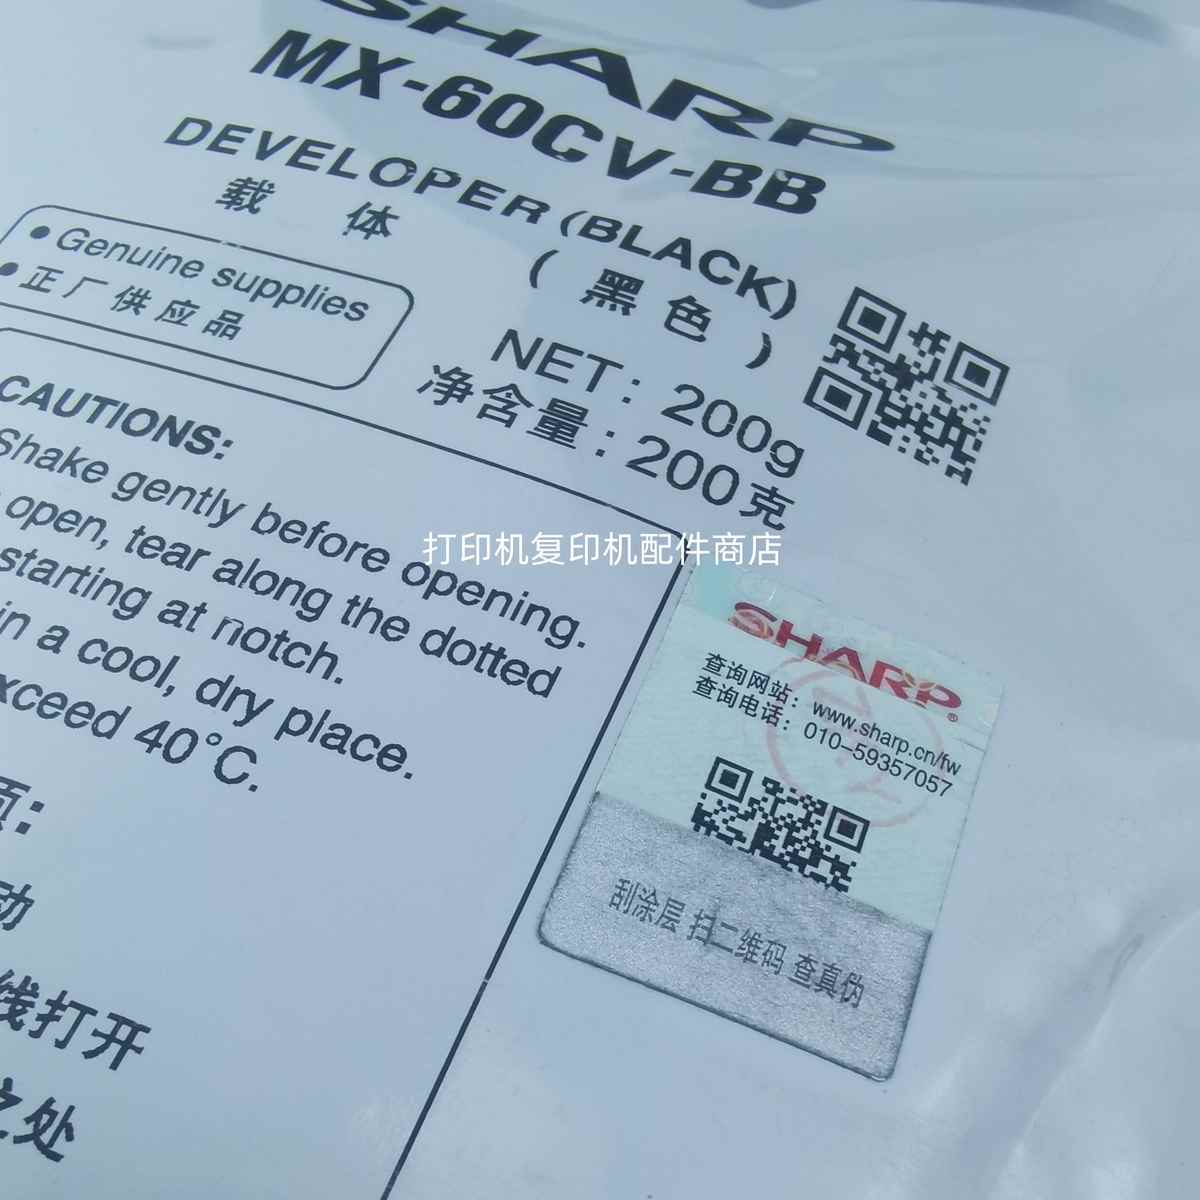 SHARP
MX-60CV-BB
DEVELOPER (BLACK)
载 体 ( 黑 色 )
• Genuine supplies
• 正厂供应品
NET: 200g
净含量: 200克
CAUTIONS:
Shake gently before opening.
open, tear along the dotted
starting at notch.
in a cool, dry place.
exceed 40°C.
项:
动
线打开
之处
打印机复印机配件商店
SHARP®
查询网站: www.sharp.cn/fw
查询电话: 010-59357057
刮涂层 扫二维码 查真伪